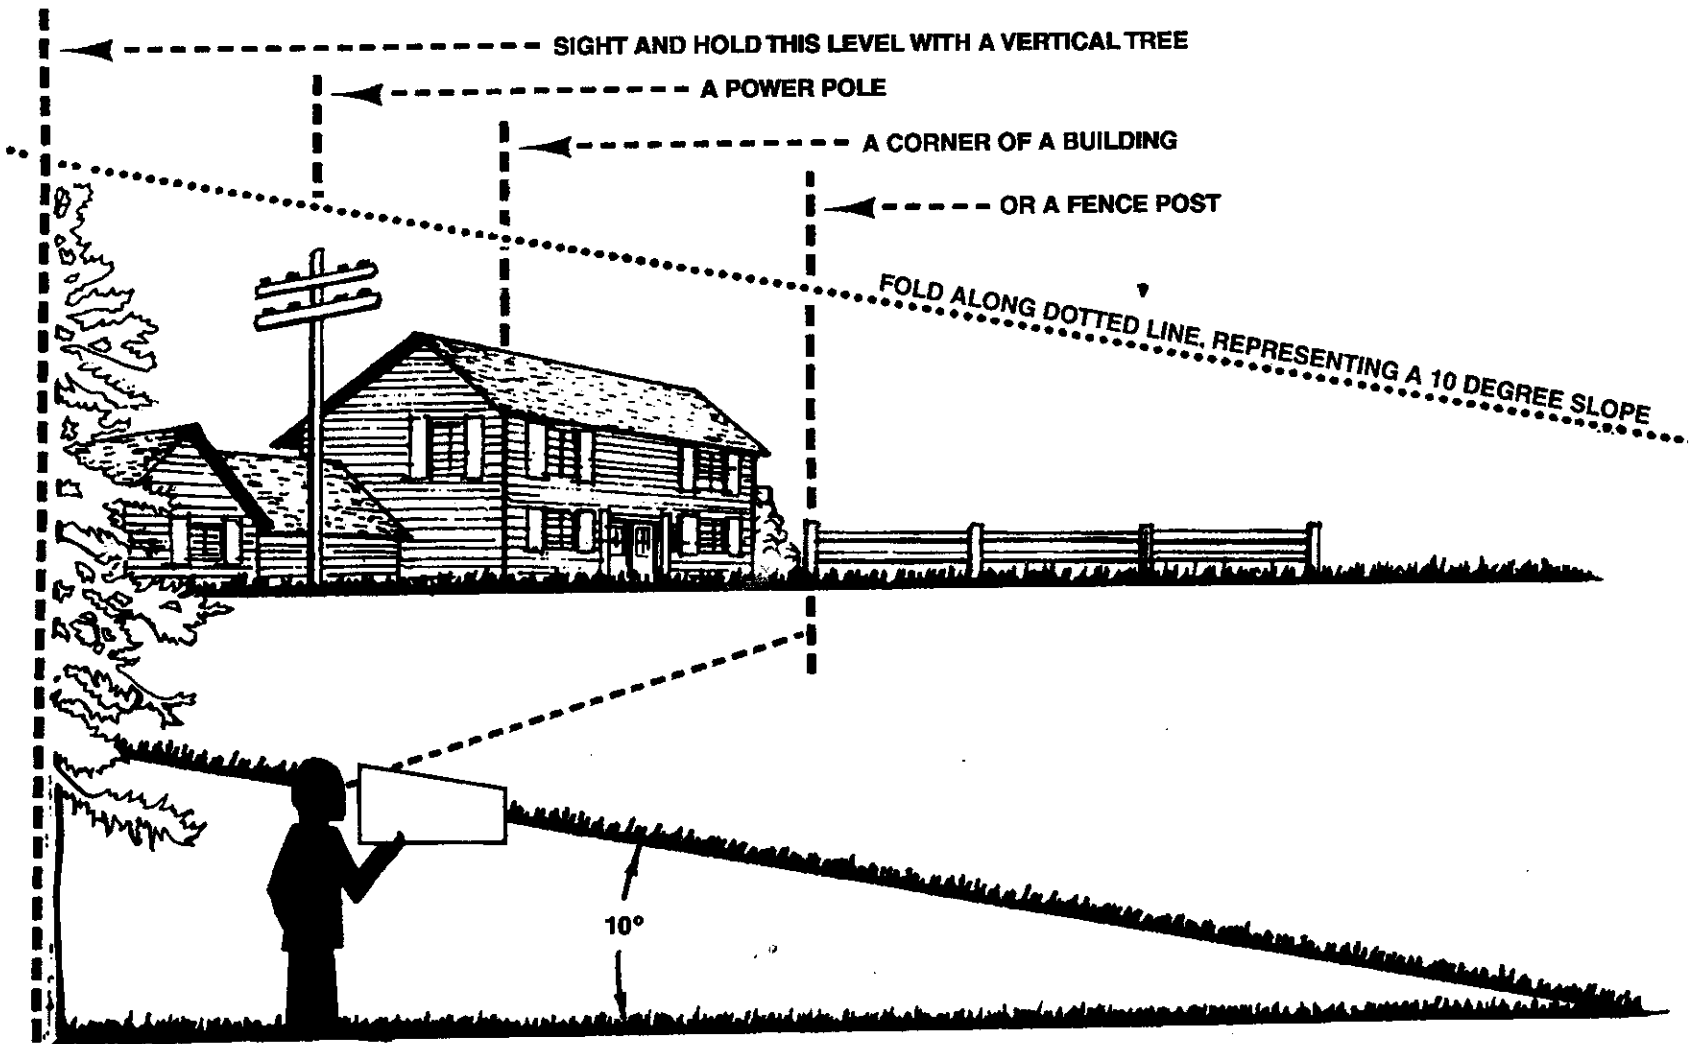 SIGHT AND HOLD THIS LEVEL WITH A VERTICAL TREE
A POWER POLE
A CORNER OF A BUILDING
OR A FENCE POST
FOLD ALONG DOTTED LINE, REPRESENTING A 10 DEGREE SLOPE
10°